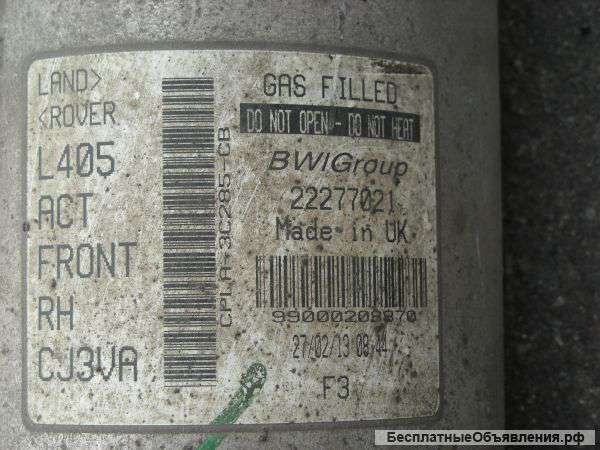 LAND>
<ROVER
L405
ACT
FRONT
RH
CJ3VA
CPLA-3C285-CB
GAS FILLED
DO NOT OPEN - DO NOT HEAT
BWIGroup
22277021
Made in UK
99000208870
27/02/13 08:44
F3
БесплатныеОбъявления.рф